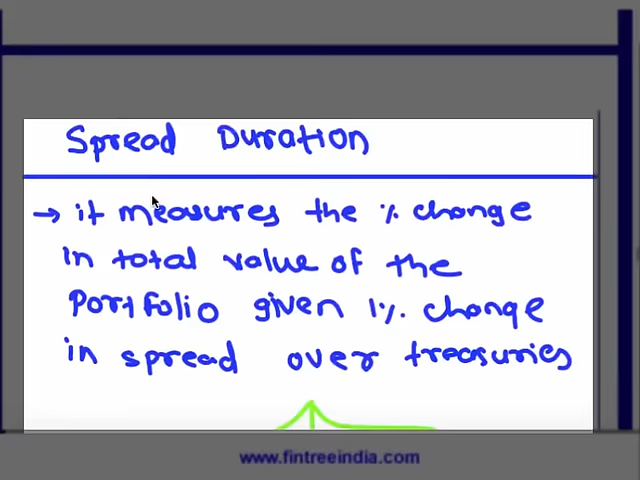 Spread Duration
→ it measures the % change
in total value of the
Portfolio given 1% change
in spread over treasuries
www.fintreeindia.com